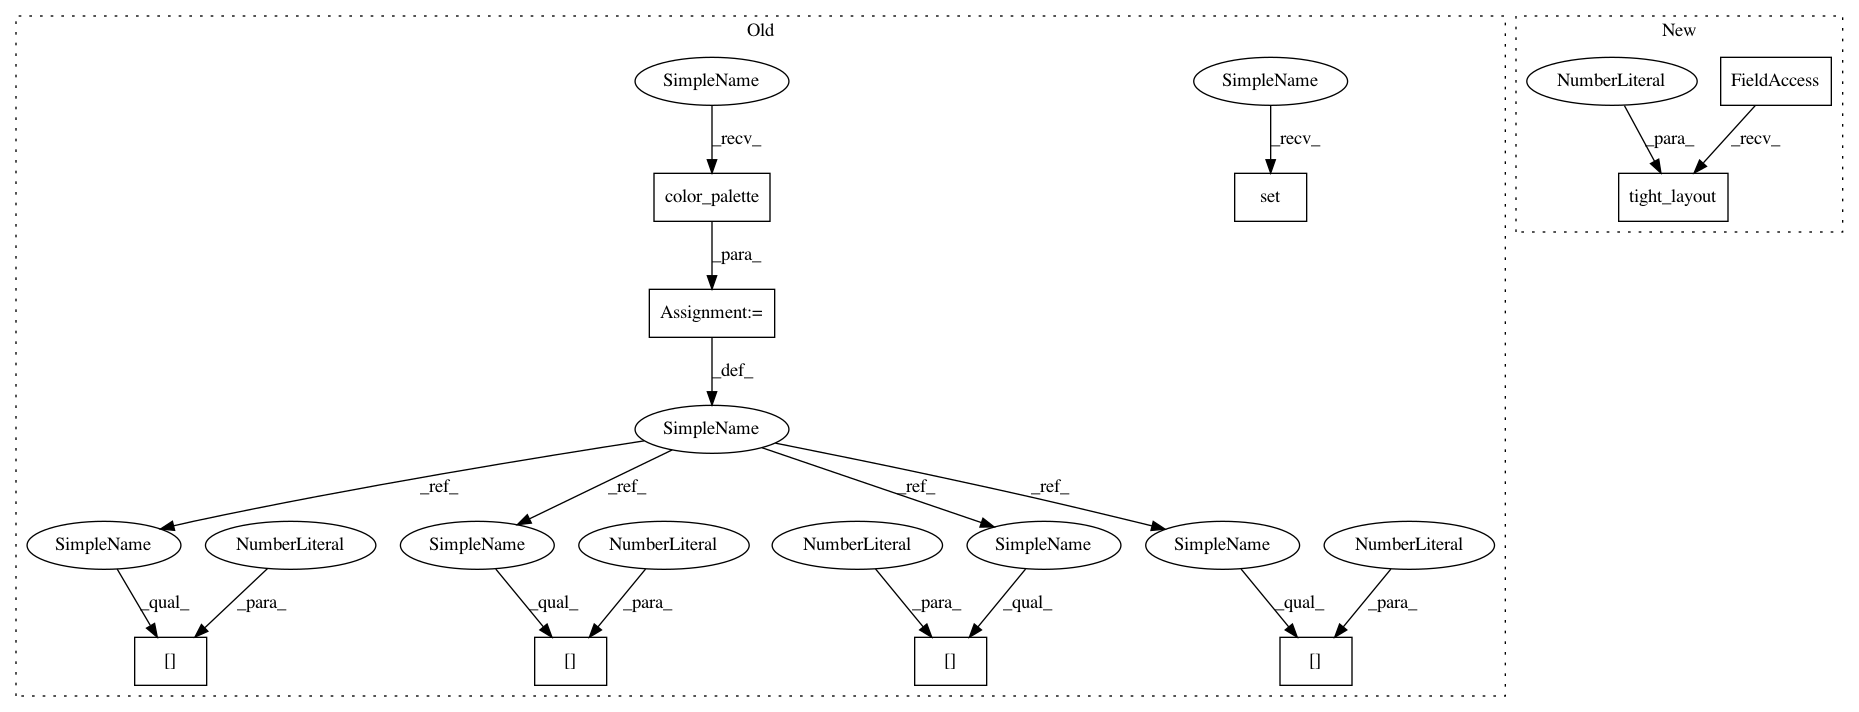 Old
New
SimpleName
SimpleName
NumberLiteral
FieldAccess
_recv_
_recv_
_para_
_recv_
color_palette
set
tight_layout
_para_
Assignment:=
_def_
SimpleName
_ref_
_ref_
_ref_
_ref_
SimpleName
NumberLiteral
SimpleName
NumberLiteral
NumberLiteral
SimpleName
SimpleName
NumberLiteral
_qual_
_para_
_qual_
_para_
_para_
_qual_
_qual_
_para_
[]
[]
[]
[]